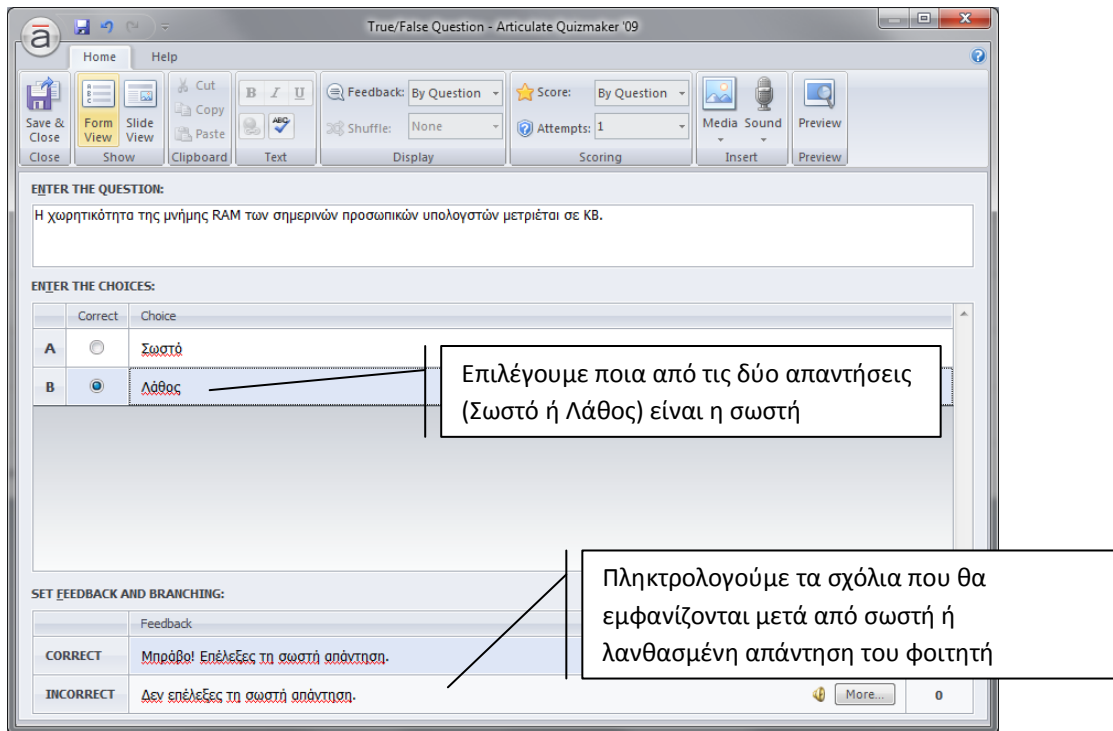 True/False Question - Articulate Quizmaker '09
Home Help
Save & Close
Form View
Slide View
Cut
Copy
Paste
B I U
ABC
Feedback: By Question
Shuffle: None
Score: By Question
Attempts: 1
Media Sound
Preview
Close Show Clipboard Text Display Scoring Insert Preview
ENTER THE QUESTION:
Η χωρητικότητα της μνήμης RAM των σημερινών προσωπικών υπολογστών μετριέται σε KB.
ENTER THE CHOICES:
Correct Choice
A Σωστό
B Λάθος
Επιλέγουμε ποια από τις δύο απαντήσεις
(Σωστό ή Λάθος) είναι η σωστή
SET FEEDBACK AND BRANCHING:
Feedback
Πληκτρολογούμε τα σχόλια που θα
εμφανίζονται μετά από σωστή ή
λανθασμένη απάντηση του φοιτητή
CORRECT Μπράβο! Επέλεξες τη σωστή απάντηση.
INCORRECT Δεν επέλεξες τη σωστή απάντηση. More... 0